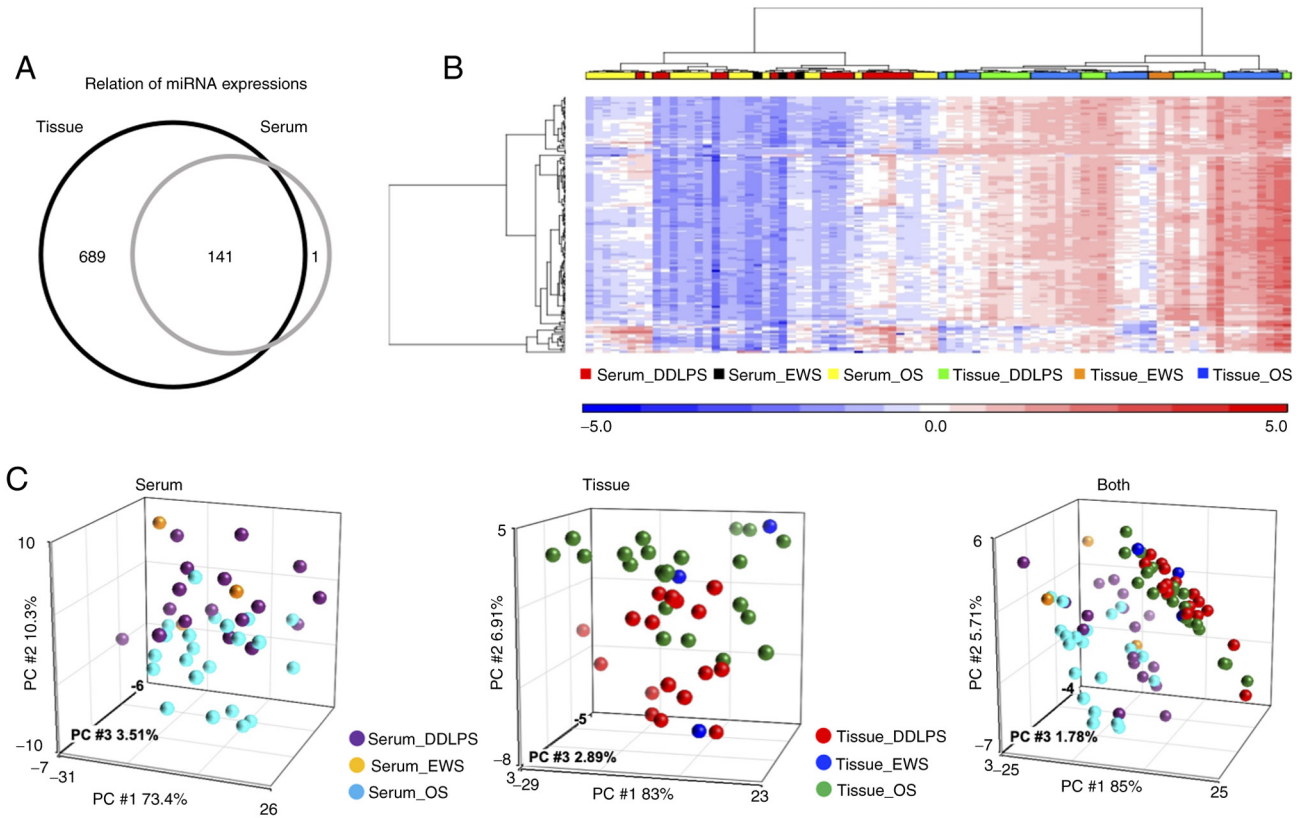 A
Relation of miRNA expressions
Tissue
Serum
689
141
1
B
Serum_DDLPS Serum_EWS Serum_OS Tissue_DDLPS Tissue_EWS Tissue_OS
−5.0 0.0 5.0
C
Serum
10
PC #2 10.33%
−10
−7
−31
−6
PC #3 3.51%
PC #1 73.4%
26
Serum_DDLPS
Serum_EWS
Serum_OS
Tissue
5
PC #2 6.91%
−8
3
−29
−5
PC #3 2.89%
PC #1 83%
23
Tissue_DDLPS
Tissue_EWS
Tissue_OS
Both
6
PC #2 5.71%
−7
3
−25
−4
PC #3 1.78%
PC #1 85%
25